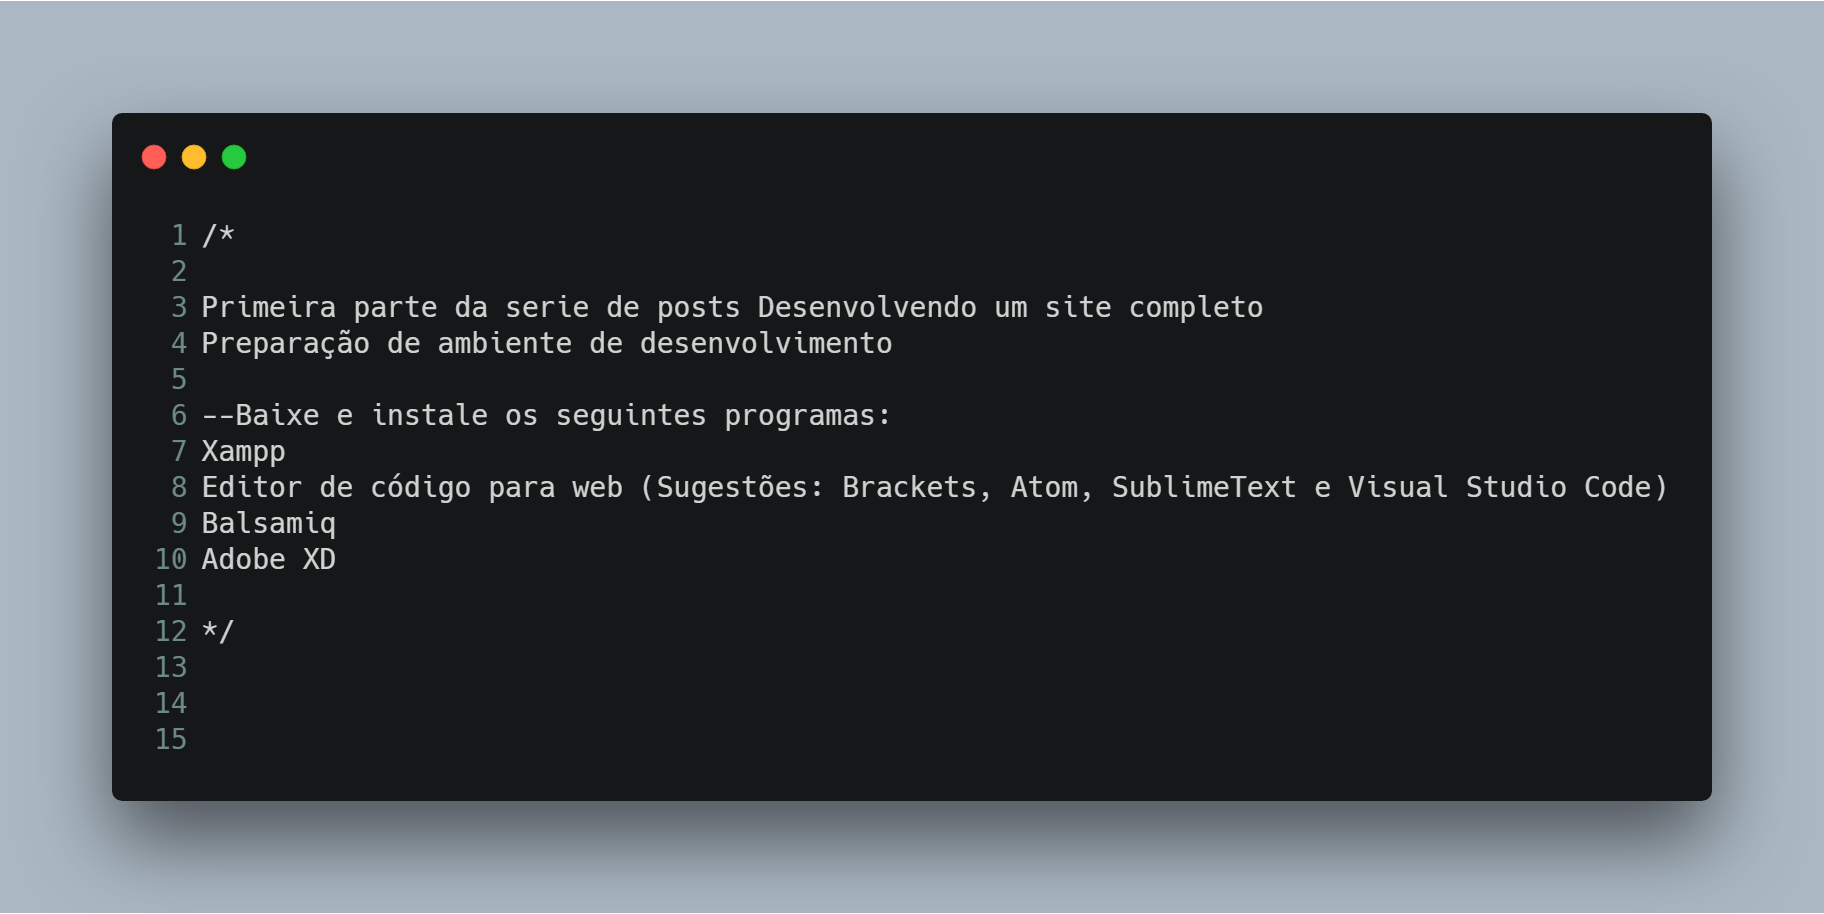 1 /*
2
3 Primeira parte da serie de posts Desenvolvendo um site completo
4 Preparação de ambiente de desenvolvimento
5
6 --Baixe e instale os seguintes programas:
7 Xampp
8 Editor de código para web (Sugestões: Brackets, Atom, SublimeText e Visual Studio Code)
9 Balsamiq
10 Adobe XD
11
12 */
13
14
15